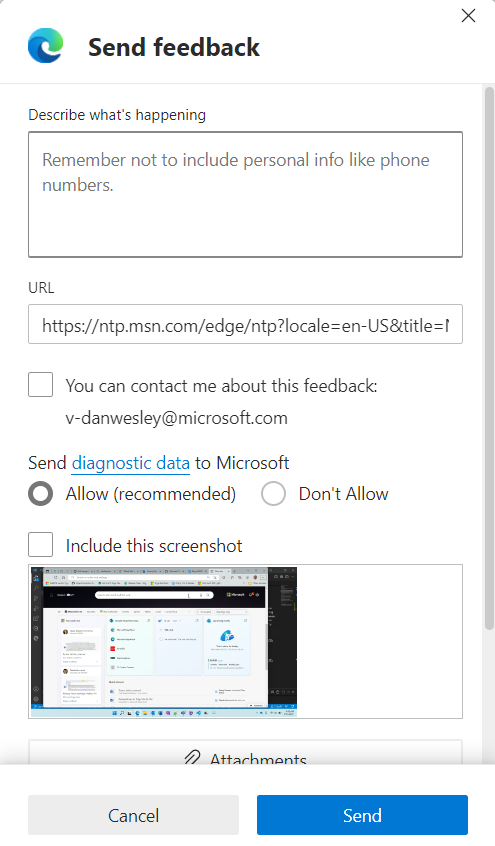 Send feedback
Describe what's happening
Remember not to include personal info like phone
numbers.
URL
https://ntp.msn.com/edge/ntp?locale=en-US&title=
You can contact me about this feedback:
v-danwesley@microsoft.com
Send diagnostic data to Microsoft
Allow (recommended) Don't Allow
Include this screenshot
Microsoft
Attachments
Cancel Send